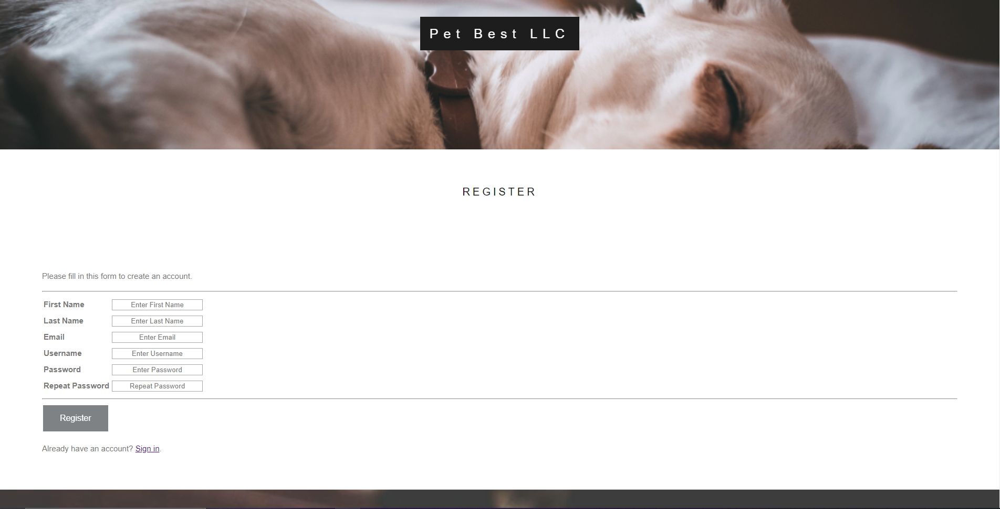 Pet Best LLC
REGISTER
Please fill in this form to create an account.
First Name Enter First Name
Last Name Enter Last Name
Email Enter Email
Username Enter Username
Password Enter Password
Repeat Password Repeat Password
Register
Already have an account? Sign in.